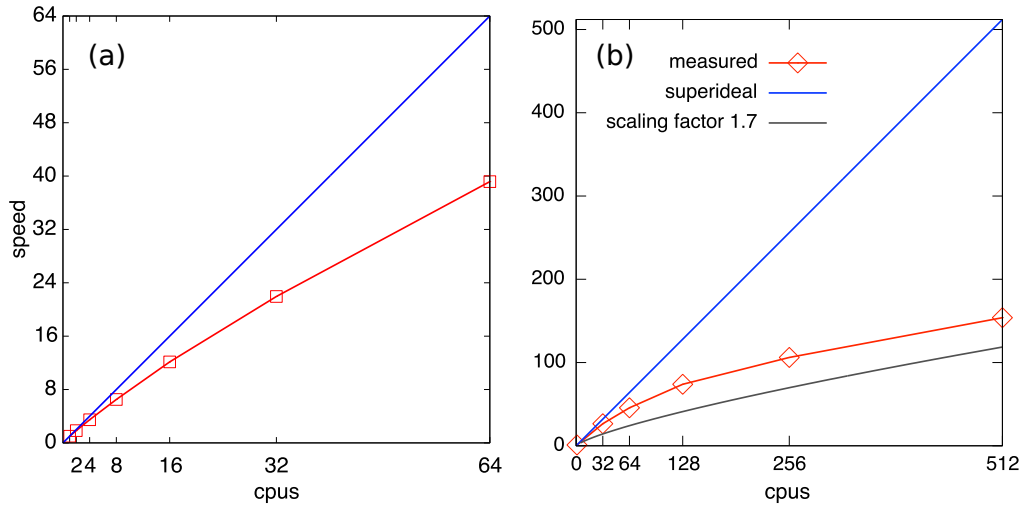 (a)
64
56
48
40
32
24
16
8
0
speed
2 4 8 16 32 64
cpus
(b)
measured
superideal
scaling factor 1.7
500
400
300
200
100
0
0 32 64 128 256 512
cpus